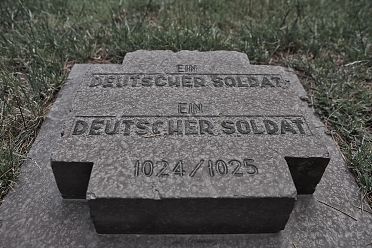 EIN
DEUTSCHER SOLDAT
EIN
DEUTSCHER SOLDAT
1024/1025